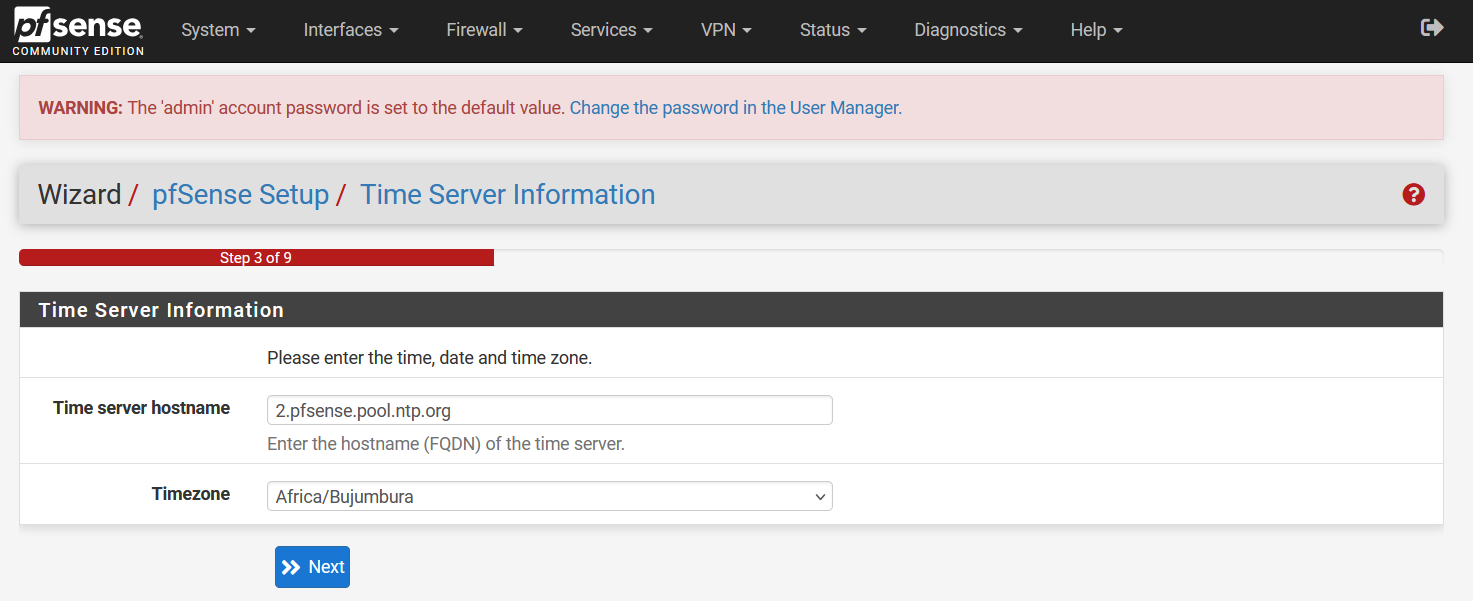 pfsense
COMMUNITY EDITION
System Interfaces Firewall Services VPN Status Diagnostics Help
WARNING: The 'admin' account password is set to the default value. Change the password in the User Manager.
Wizard / pfSense Setup / Time Server Information
Step 3 of 9
Time Server Information
Please enter the time, date and time zone.
Time server hostname 2.pfsense.pool.ntp.org
Enter the hostname (FQDN) of the time server.
Timezone Africa/Bujumbura
Next